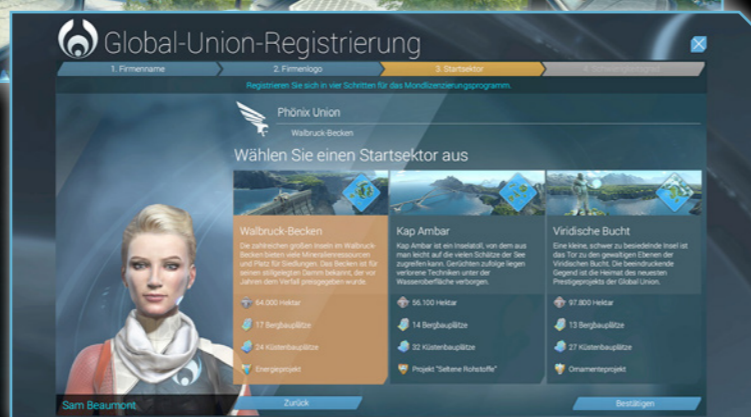 Global-Union-Registrierung
1. Firmenname
2. Firmenlogo
3. Startsektor
4. Schwierigkeitsgrad
Registrieren Sie sich in vier Schritten für das Mondlizenzierungsprogramm.
Phönix Union
Walbruck-Becken
Wählen Sie einen Startsektor aus
Walbruck-Becken
Die zahlreichen großen Inseln im Walbruck-
Becken bieten viele Mineralienressourcen
und Platz für Siedlungen. Das Becken ist für
seinen stillgelegten Damm bekannt, der vor
Jahren dem Verfall preisgegeben wurde.
64.000 Hektar
17 Bergbauplätze
24 Küstenbauplätze
Energieprojekt
Kap Ambar
Kap Ambar ist ein Inselatoll, von dem aus
man leicht auf die vielen Schätze der See
zugreifen kann. Gerüchten zufolge liegen
verlorene Techniken unter der
Wasseroberfläche verborgen.
56.100 Hektar
14 Bergbauplätze
32 Küstenbauplätze
Projekt "Seltene Rohstoffe"
Viridische Bucht
Eine kleine, schwer zu besiedelnde Insel ist
das Tor zu den gewaltigen Ebenen der
Viridischen Bucht. Die beeindruckende
Gegend ist die Heimat des neuesten
Prestigeprojekts der Global Union.
97.800 Hektar
13 Bergbauplätze
27 Küstenbauplätze
Ornamenteprojekt
Sam Beaumont
Zurück
Bestätigen